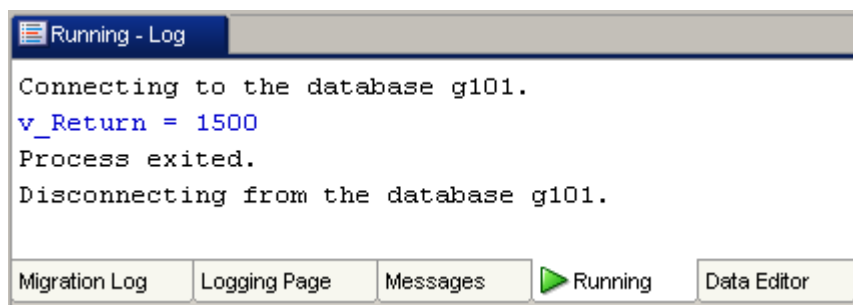 Running - Log
Connecting to the database g101.
v_Return = 1500
Process exited.
Disconnecting from the database g101.
Migration Log Logging Page Messages Running Data Editor